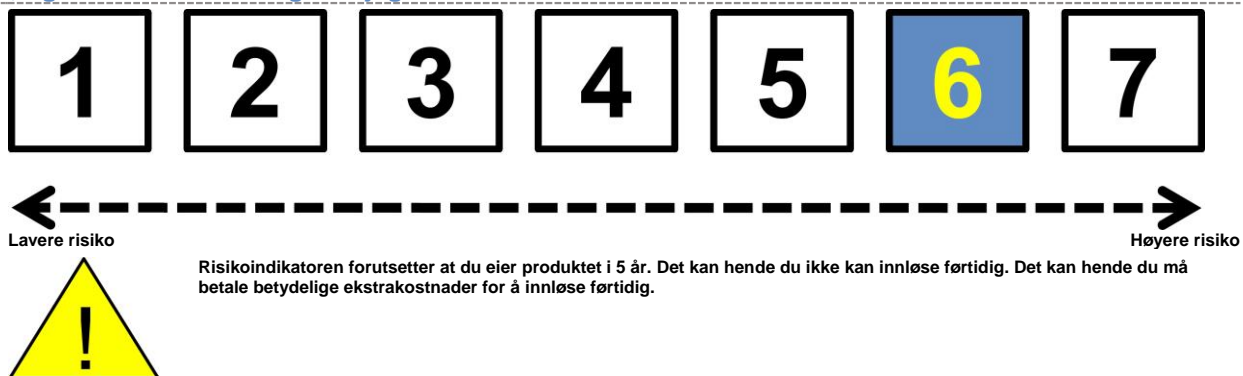 1 2 3 4 5 6 7
Lavere risiko Høyere risiko
Risikoindikatoren forutsetter at du eier produktet i 5 år. Det kan hende du ikke kan innløse førtidig. Det kan hende du må
betale betydelige ekstrakostnader for å innløse førtidig.
!